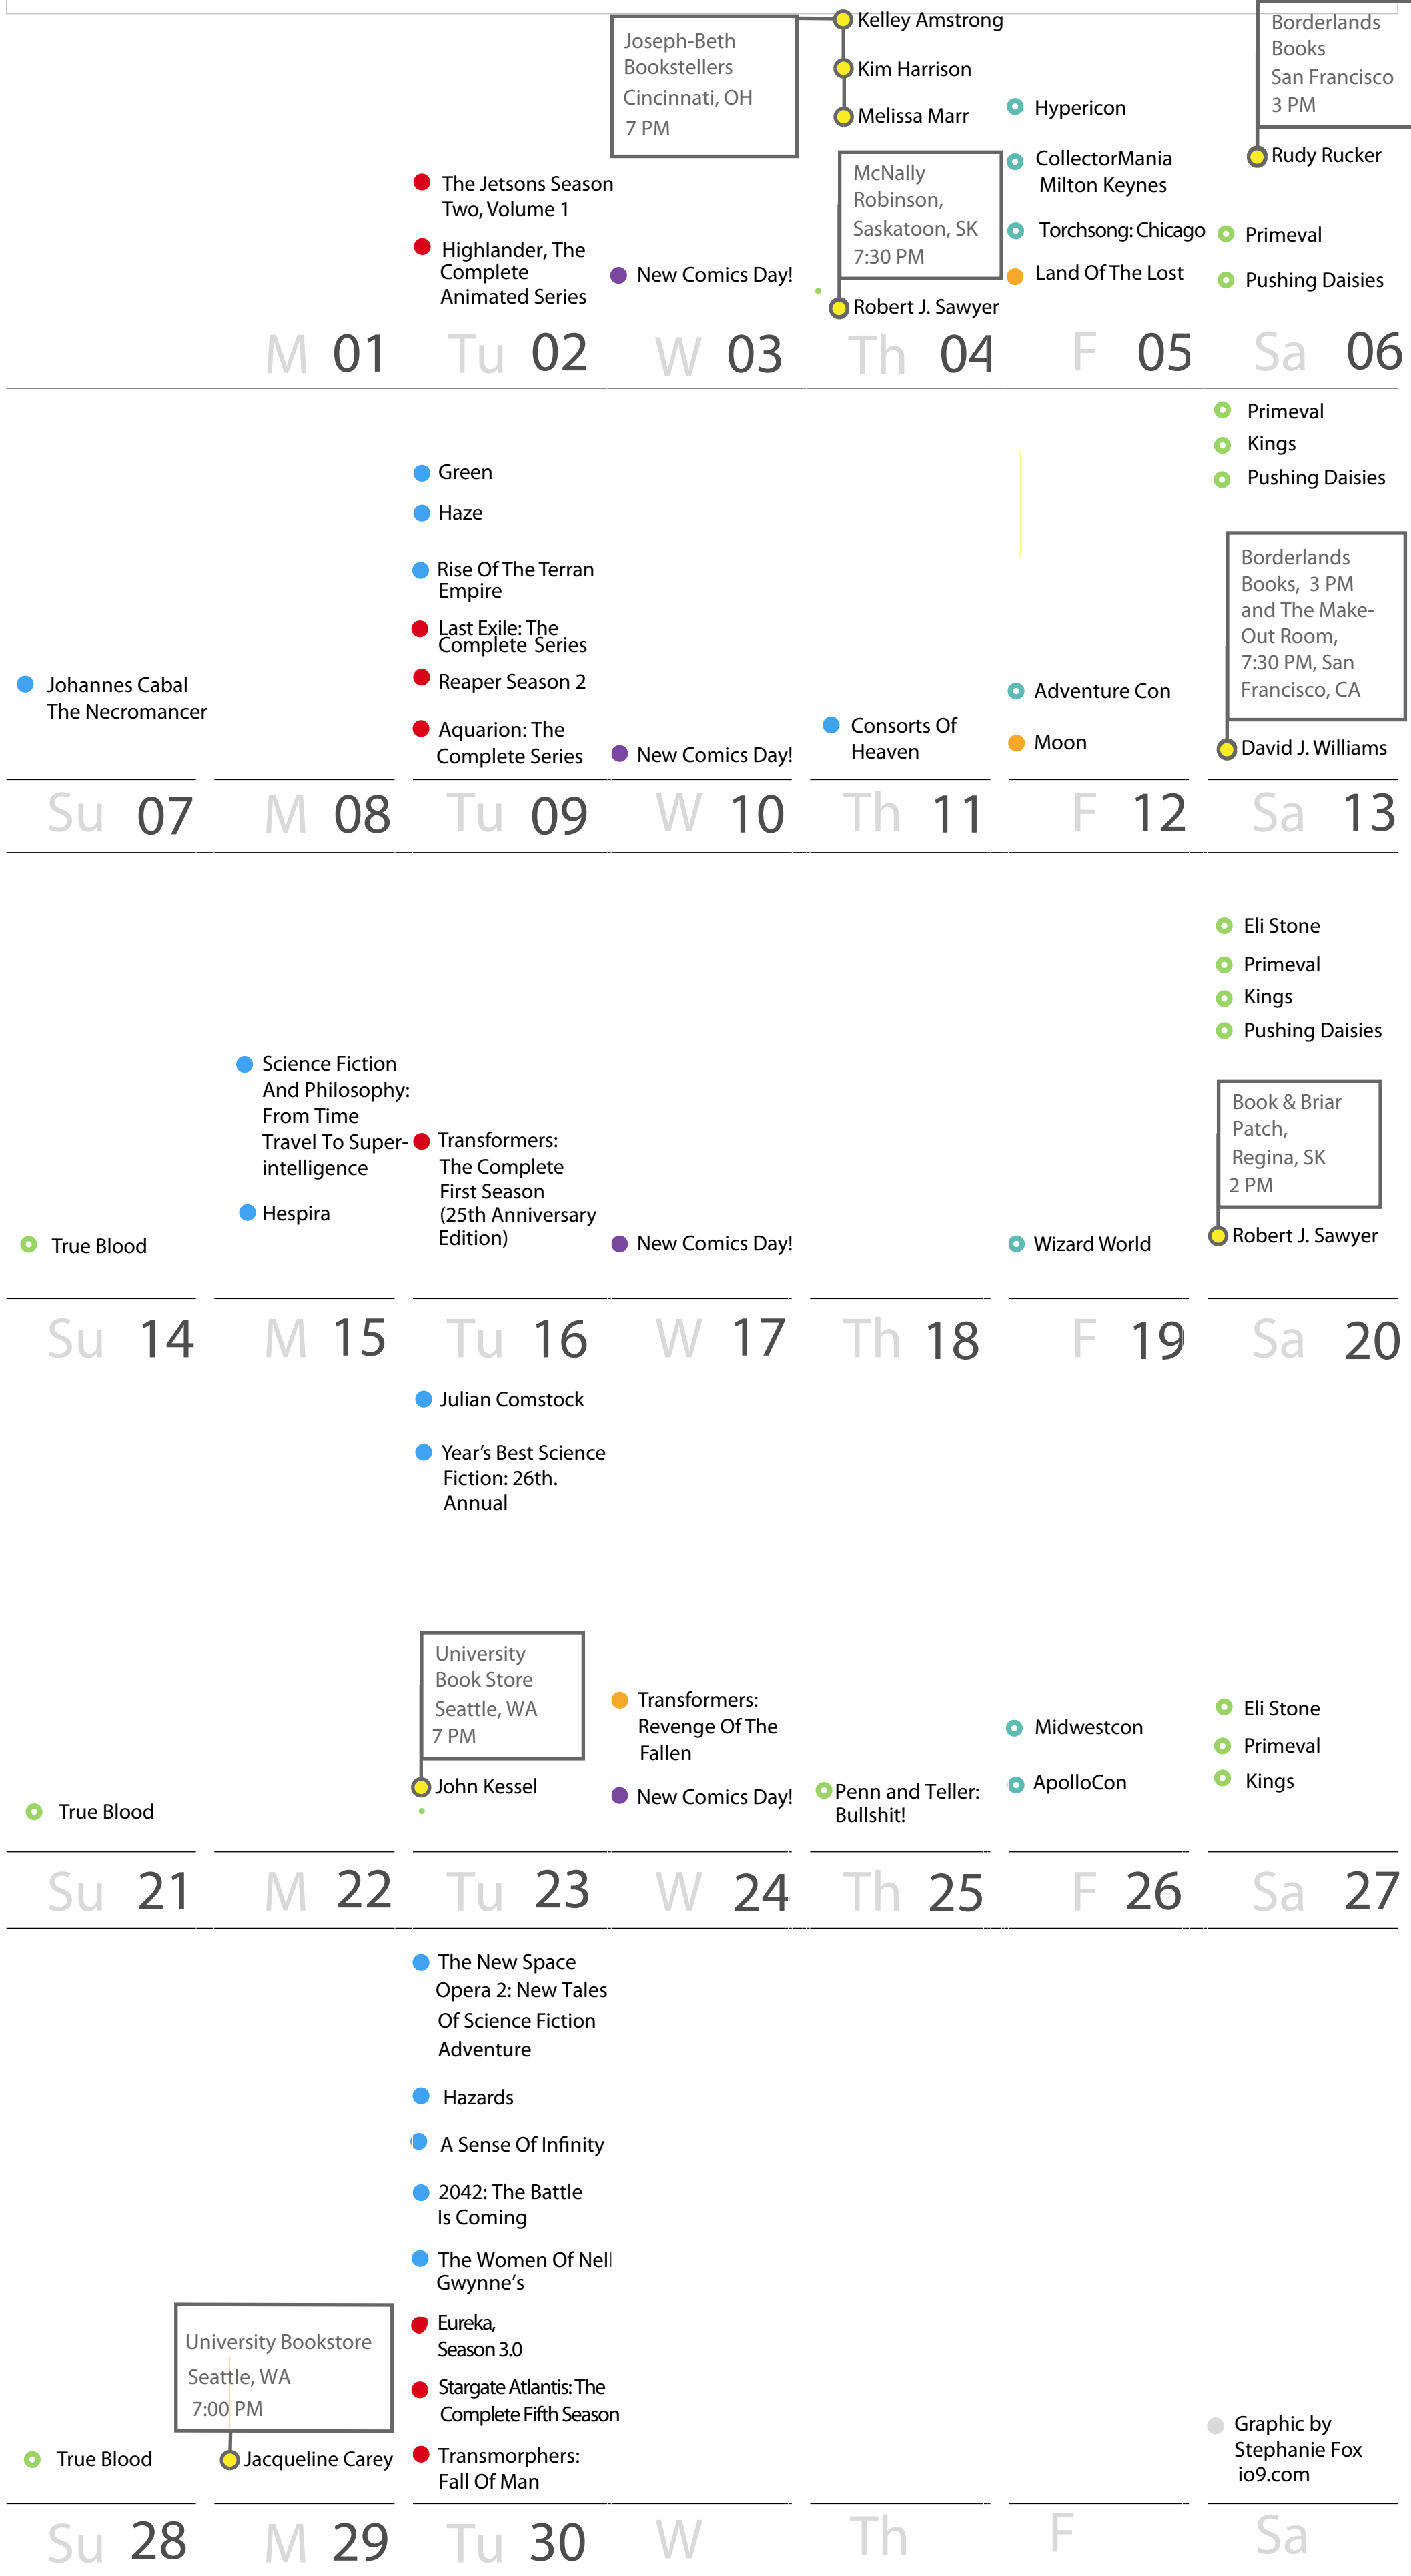 Joseph-Beth
Bookstellers
Cincinnati, OH
7 PM
Kelley Amstrong
Kim Harrison
Melissa Marr
Borderlands
Books
San Francisco
3 PM
Rudy Rucker
The Jetsons Season
Two, Volume 1
Highlander, The
Complete
Animated Series
New Comics Day!
McNally
Robinson,
Saskatoon, SK
7:30 PM
Robert J. Sawyer
Hypericon
CollectorMania
Milton Keynes
Torchsong: Chicago
Land Of The Lost
Primeval
Pushing Daisies
M 01 Tu 02 W 03 Th 04 F 05 Sa 06
Johannes Cabal
The Necromancer
Green
Haze
Rise Of The Terran
Empire
Last Exile: The
Complete Series
Reaper Season 2
Aquarion: The
Complete Series
New Comics Day!
Consorts Of
Heaven
Adventure Con
Moon
Primeval
Kings
Pushing Daisies
Borderlands
Books, 3 PM
and The Make-
Out Room,
7:30 PM, San
Francisco, CA
David J. Williams
Su 07 M 08 Tu 09 W 10 Th 11 F 12 Sa 13
True Blood
Science Fiction
And Philosophy:
From Time
Travel To Super-
intelligence
Hespira
Transformers:
The Complete
First Season
(25th Anniversary
Edition)
New Comics Day!
Wizard World
Eli Stone
Primeval
Kings
Pushing Daisies
Book & Briar
Patch,
Regina, SK
2 PM
Robert J. Sawyer
Su 14 M 15 Tu 16 W 17 Th 18 F 19 Sa 20
True Blood
Julian Comstock
Year's Best Science
Fiction: 26th.
Annual
University
Book Store
Seattle, WA
7 PM
John Kessel
Transformers:
Revenge Of The
Fallen
New Comics Day!
Penn and Teller:
Bullshit!
Midwestcon
ApolloCon
Eli Stone
Primeval
Kings
Su 21 M 22 Tu 23 W 24 Th 25 F 26 Sa 27
True Blood
University Bookstore
Seattle, WA
7:00 PM
Jacqueline Carey
The New Space
Opera 2: New Tales
Of Science Fiction
Adventure
Hazards
A Sense Of Infinity
2042: The Battle
Is Coming
The Women Of Nell
Gwynne's
Eureka,
Season 3.0
Stargate Atlantis: The
Complete Fifth Season
Transmorphers:
Fall Of Man
Graphic by
Stephanie Fox
io9.com
Su 28 M 29 Tu 30 W Th F Sa